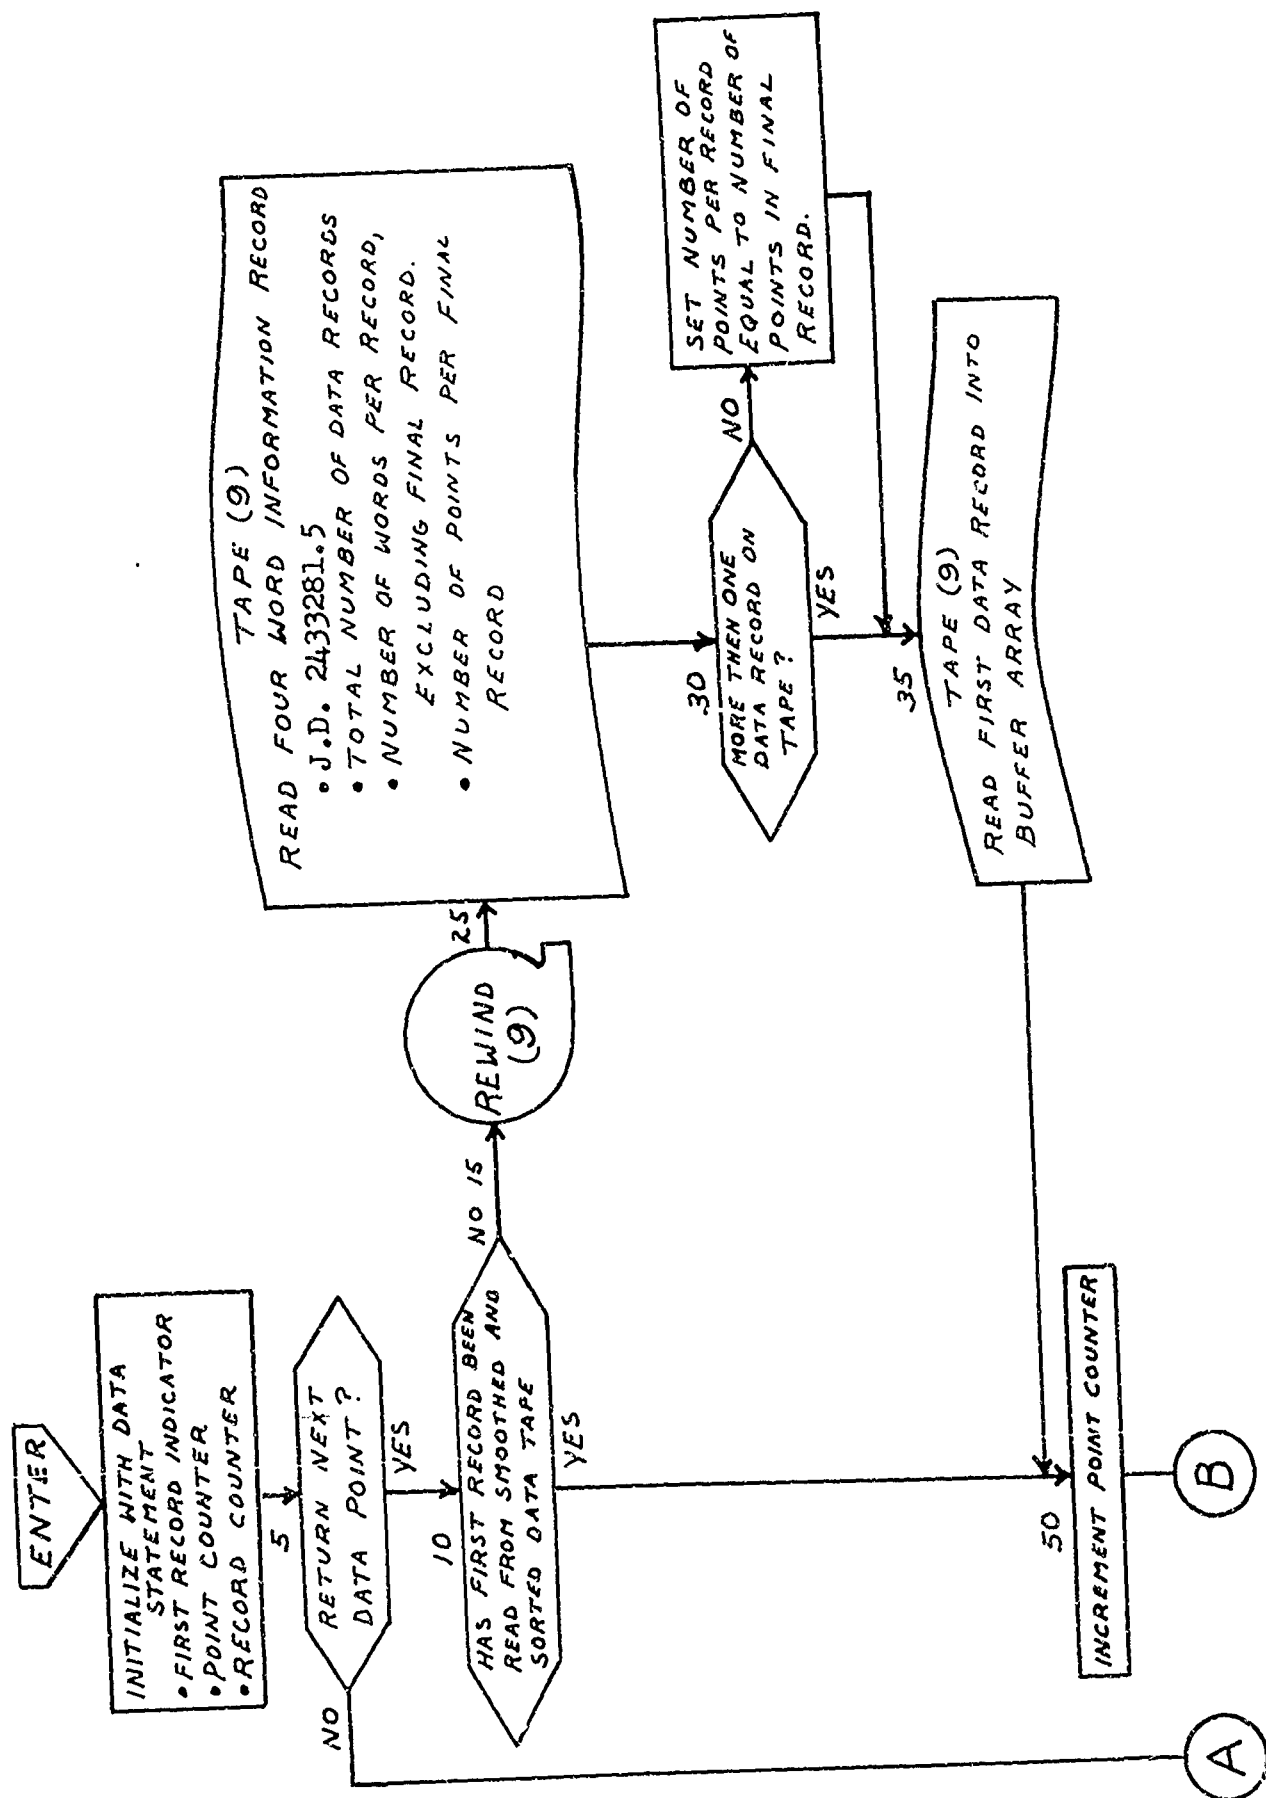 ENTER
INITIALIZE WITH DATA
STATEMENT
• FIRST RECORD INDICATOR
• POINT COUNTER
• RECORD COUNTER
5
RETURN NEXT
DATA POINT?
NO
YES
10
HAS FIRST RECORD BEEN
READ FROM SMOOTHED AND
SORTED DATA TAPE
NO 15
YES
REWIND
(9)
25
TAPE (9)
READ FOUR WORD INFORMATION RECORD
• J.D. 2433281.5
• TOTAL NUMBER OF DATA RECORDS
• NUMBER OF WORDS PER RECORD,
EXCLUDING FINAL RECORD.
• NUMBER OF POINTS PER FINAL
RECORD
30
MORE THEN ONE
DATA RECORD ON
TAPE?
NO
YES
SET NUMBER OF
POINTS PER RECORD
EQUAL TO NUMBER OF
POINTS IN FINAL
RECORD.
35
TAPE (9)
READ FIRST DATA RECORD INTO
BUFFER ARRAY
50
INCREMENT POINT COUNTER
A
B